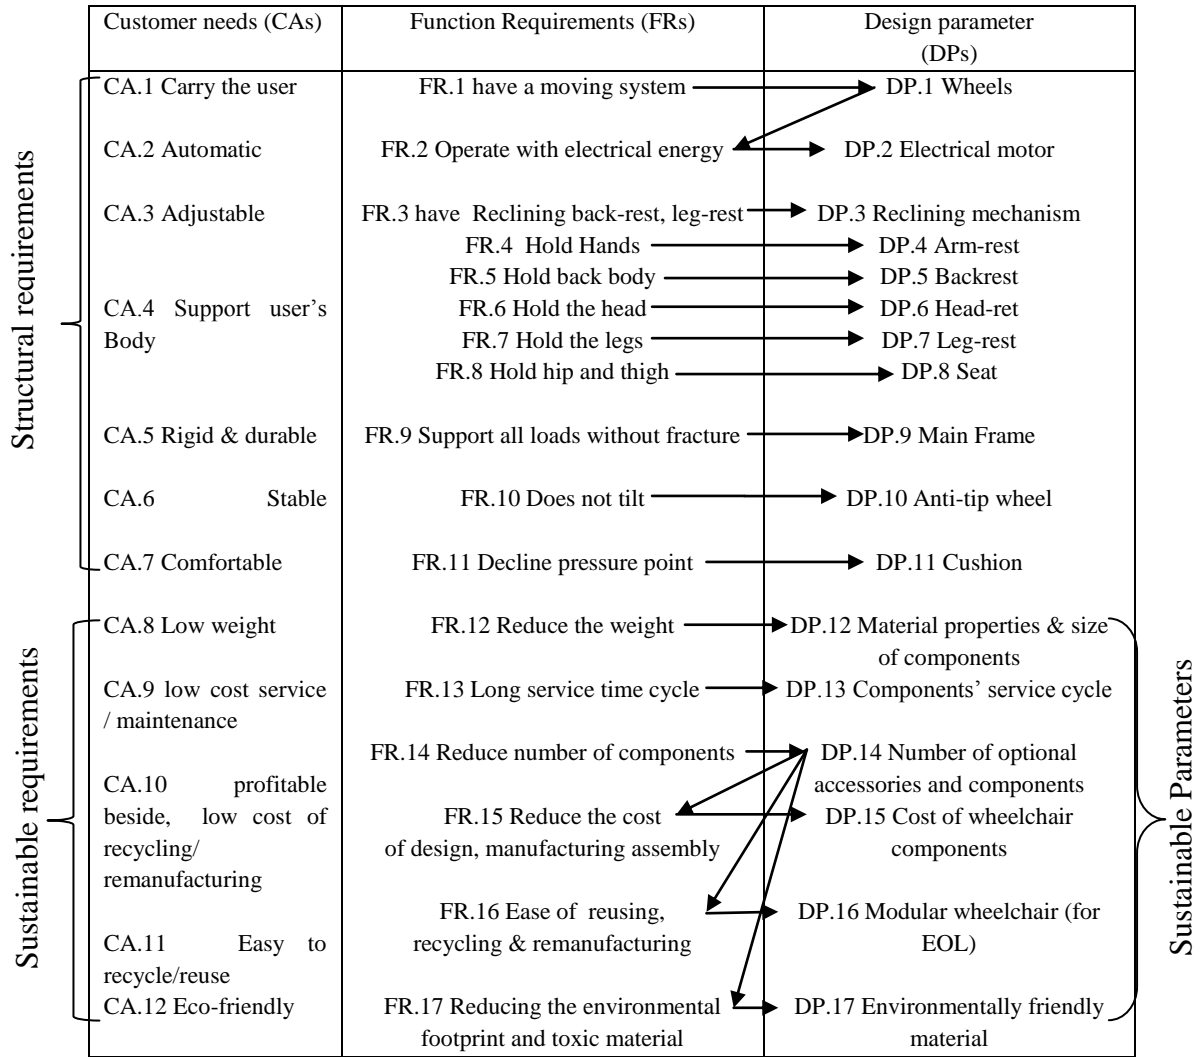 Customer needs (CAs)
Function Requirements (FRs)
Design parameter
(DPs)
Structural requirements
CA.1 Carry the user
FR.1 have a moving system
DP.1 Wheels
CA.2 Automatic
FR.2 Operate with electrical energy
DP.2 Electrical motor
CA.3 Adjustable
FR.3 have Reclining back-rest, leg-rest
DP.3 Reclining mechanism
FR.4 Hold Hands
DP.4 Arm-rest
FR.5 Hold back body
DP.5 Backrest
CA.4 Support user’s
Body
FR.6 Hold the head
DP.6 Head-ret
FR.7 Hold the legs
DP.7 Leg-rest
FR.8 Hold hip and thigh
DP.8 Seat
CA.5 Rigid & durable
FR.9 Support all loads without fracture
DP.9 Main Frame
CA.6 Stable
FR.10 Does not tilt
DP.10 Anti-tip wheel
CA.7 Comfortable
FR.11 Decline pressure point
DP.11 Cushion
Sustainable requirements
CA.8 Low weight
FR.12 Reduce the weight
DP.12 Material properties & size
of components
CA.9 low cost service
/ maintenance
FR.13 Long service time cycle
DP.13 Components’ service cycle
FR.14 Reduce number of components
DP.14 Number of optional
accessories and components
CA.10 profitable
beside, low cost of
recycling/
remanufacturing
FR.15 Reduce the cost
of design, manufacturing assembly
DP.15 Cost of wheelchair
components
FR.16 Ease of reusing,
recycling & remanufacturing
DP.16 Modular wheelchair (for
EOL)
CA.11 Easy to
recycle/reuse
CA.12 Eco-friendly
FR.17 Reducing the environmental
footprint and toxic material
DP.17 Environmentally friendly
material
Sustainable Parameters